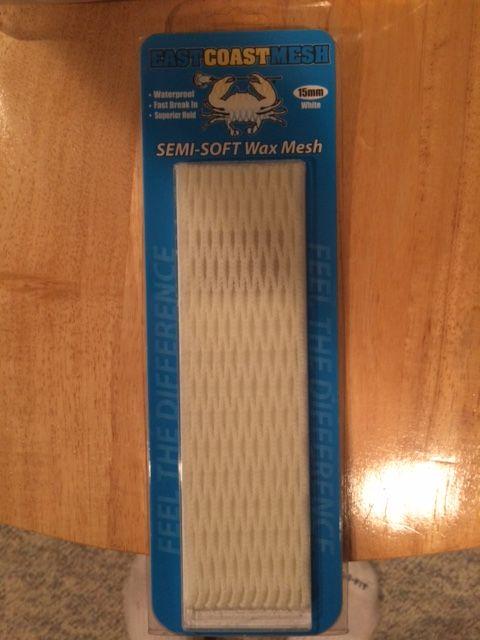 EAST COAST MESH
• Waterproof
• Fast Break In
• Superior Hold
15mm
White
SEMI-SOFT Wax Mesh
FEEL THE DIFFERENCE
FEEL THE DIFFERENCE